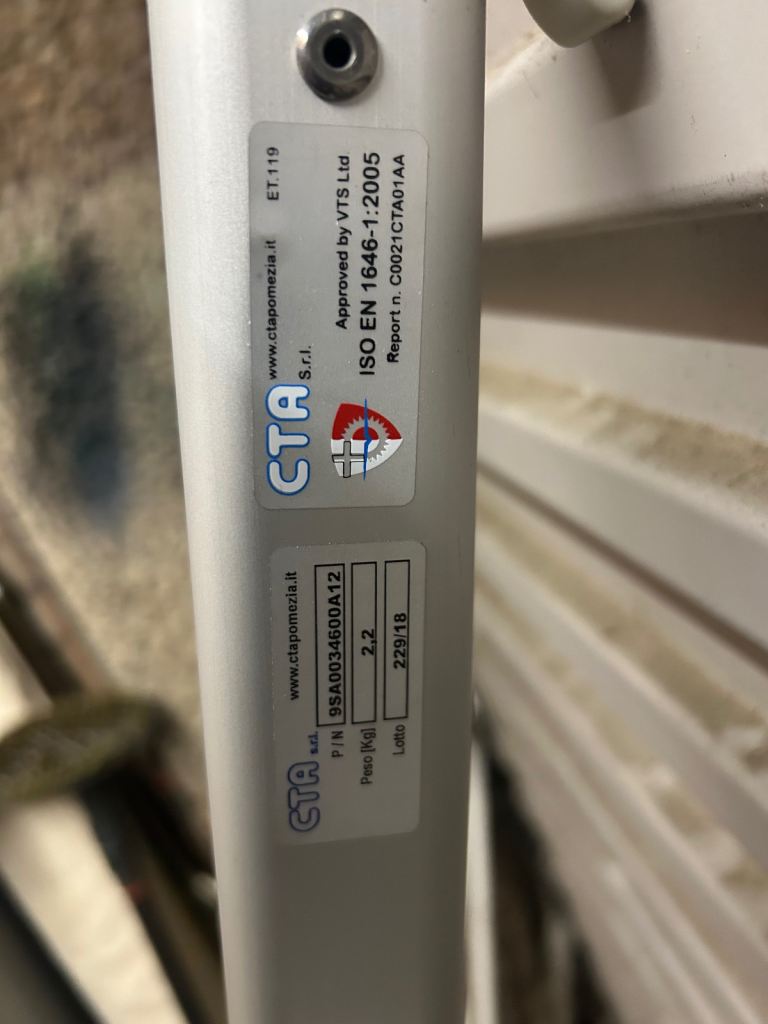 CTA S.r.l.
www.ctapomezia.it ET.119
Approved by VTS Ltd
ISO EN 1646-1:2005
Report n. C0021CTA01AA
CTA s.r.l.
www.ctapomezia.it
P/N 9SA0034600A12
Peso [Kg] 2,2
Lotto 229/18